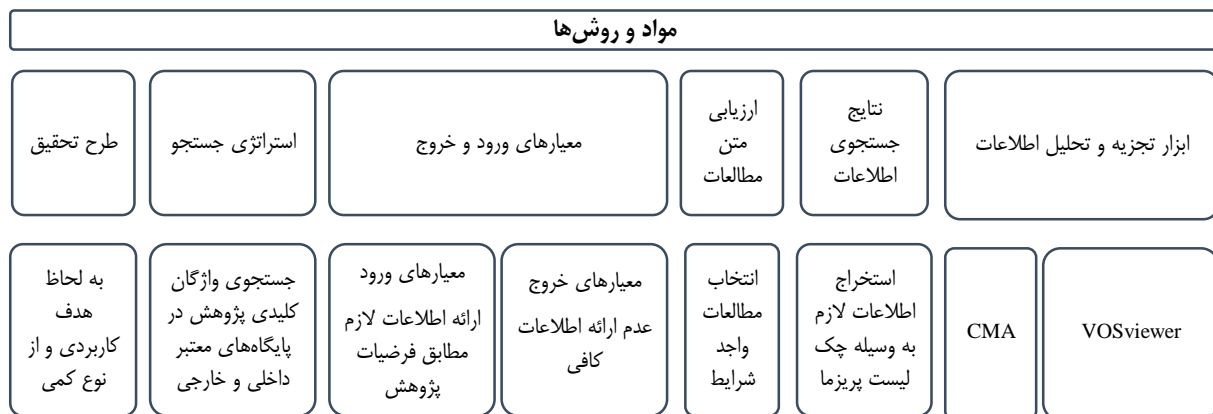 مواد و روش‌ها
ابزار تجزیه و تحلیل اطلاعات
نتایج
جستجوی
اطلاعات
ارزیابی
متن
مطالعات
معیارهای ورود و خروج
استراتژی جستجو
طرح تحقیق
VOSviewer
CMA
استخراج
اطلاعات لازم
به وسیله چک
لیست پریزما
انتخاب
مطالعات
واجد
شرایط
معیارهای خروج
عدم ارائه اطلاعات
کافی
معیارهای ورود
ارائه اطلاعات لازم
مطابق فرضیات
پژوهش
جستجوی واژگان
کلیدی پژوهش در
پایگاه‌های معتبر
داخلی و خارجی
به لحاظ
هدف
کاربردی و از
نوع کمی